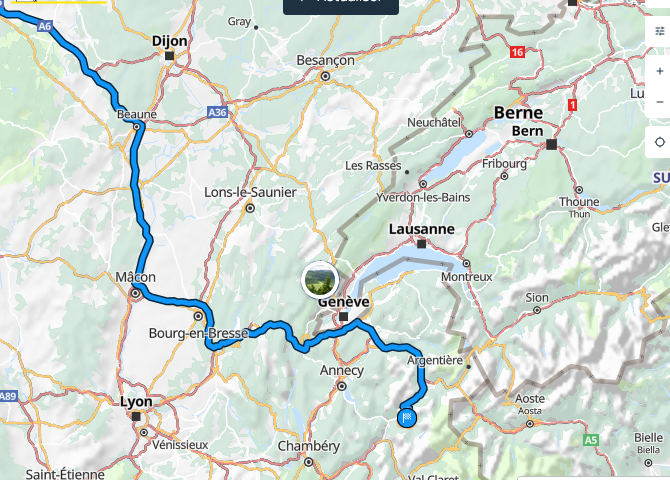 A6
Gray
Dijon
16
Besançon
A36
1
Beaune
Neuchâtel
Berne
Bern
Les Rasses
Fribourg
Lons-le-Saunier
Yverdon-les-Bains
Thoune
Thun
Lausanne
Mâcon
Montreux
Genève
Sion
Bourg-en-Bresse
Argentière
Annecy
A89
Lyon
Aoste
Aosta
Vénissieux
A5
Bielle
Biella
Chambéry
Saint-Étienne